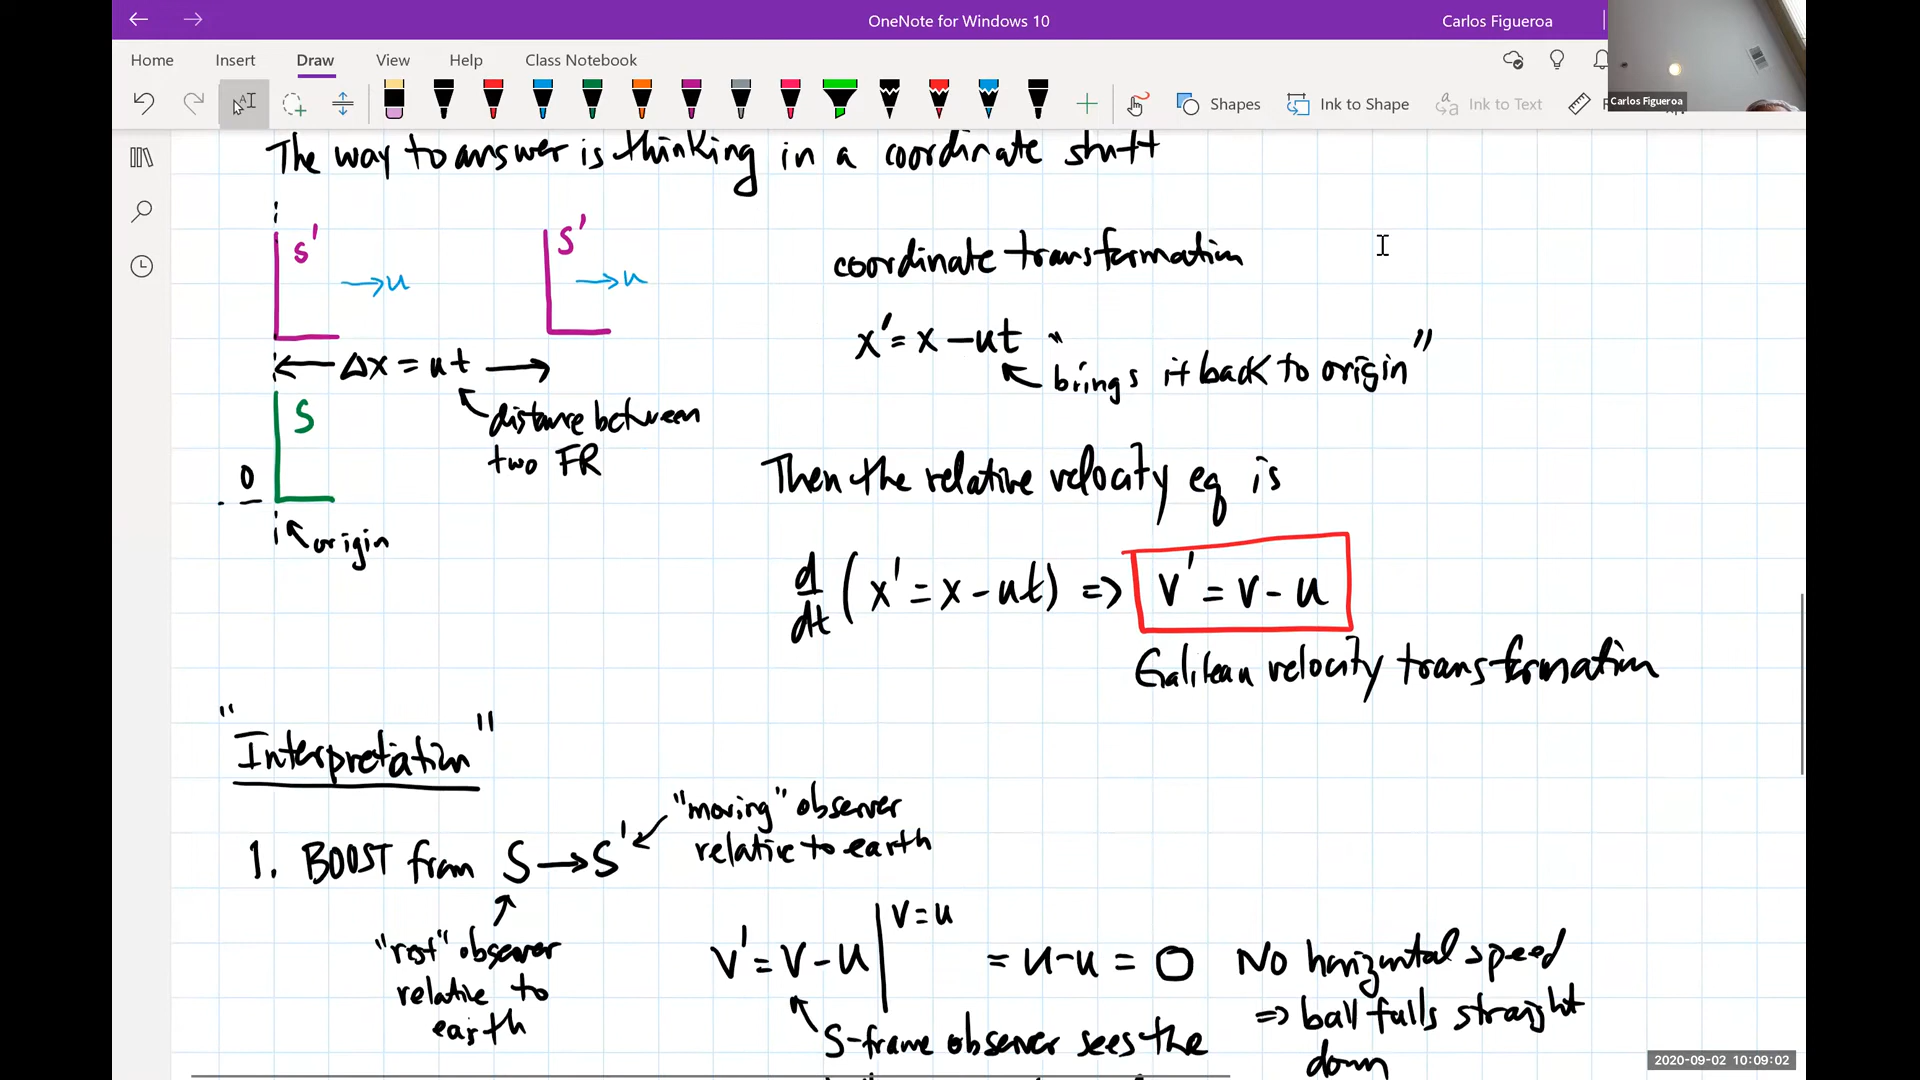 OneNote for Windows 10
Carlos Figueroa
Home Insert Draw View Help Class Notebook
Shapes Ink to Shape Ink to Text
Carlos Figueroa
The way to answer is thinking in a coordinate stuff
S' S'
→u →u
coordinate transformation
x' = x - ut "brings it back to origin"
← Δx = ut →
distance between
two FR
S
0
origin
Then the relative velocity eq is
d/dt (x' = x - ut) => v' = v - u
Galilean velocity transformation
"Interpretiation"
1. BOOST from S → S'
"moving" observer
relative to earth
"rest" observer
relative to
earth
v' = v - u | v = u = u - u = 0 No horizontal speed
=> ball falls straight
down
S-frame observer sees the
2020-09-02 10:09:02